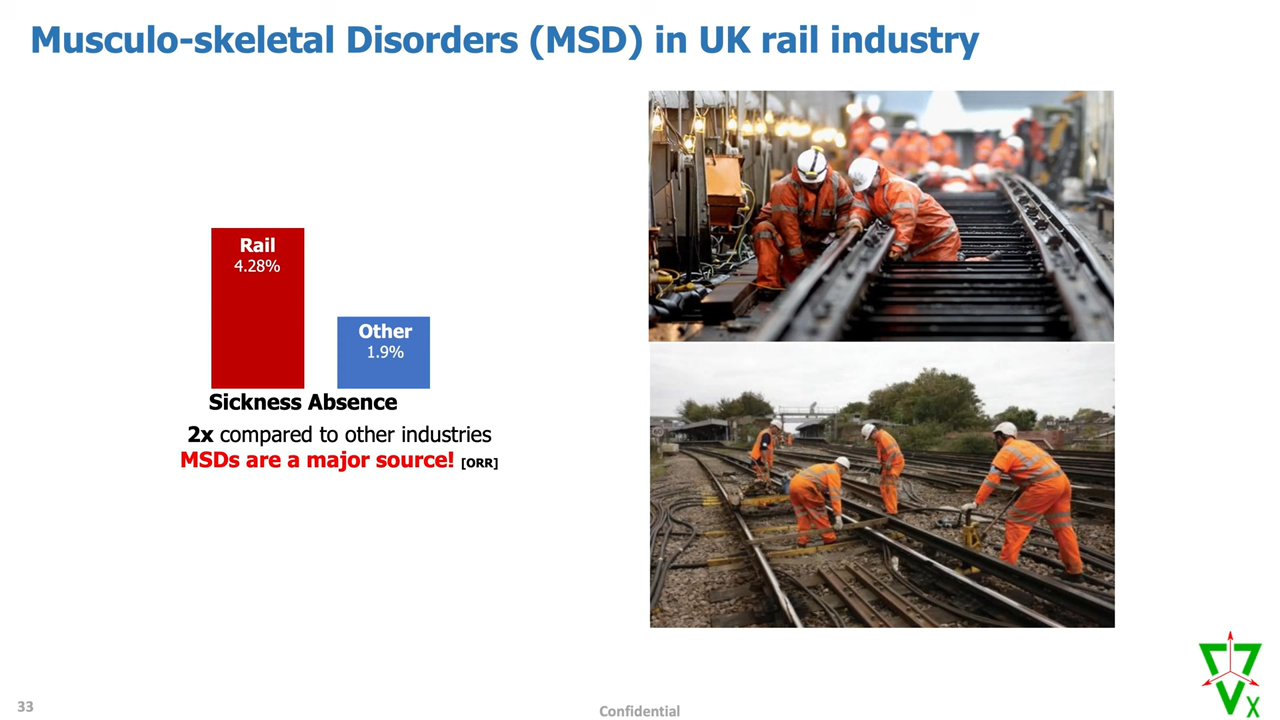 Musculo-skeletal Disorders (MSD) in UK rail industry
Rail
4.28%
Other
1.9%
Sickness Absence
2x compared to other industries
MSDs are a major source! [ORR]
33
Confidential
X